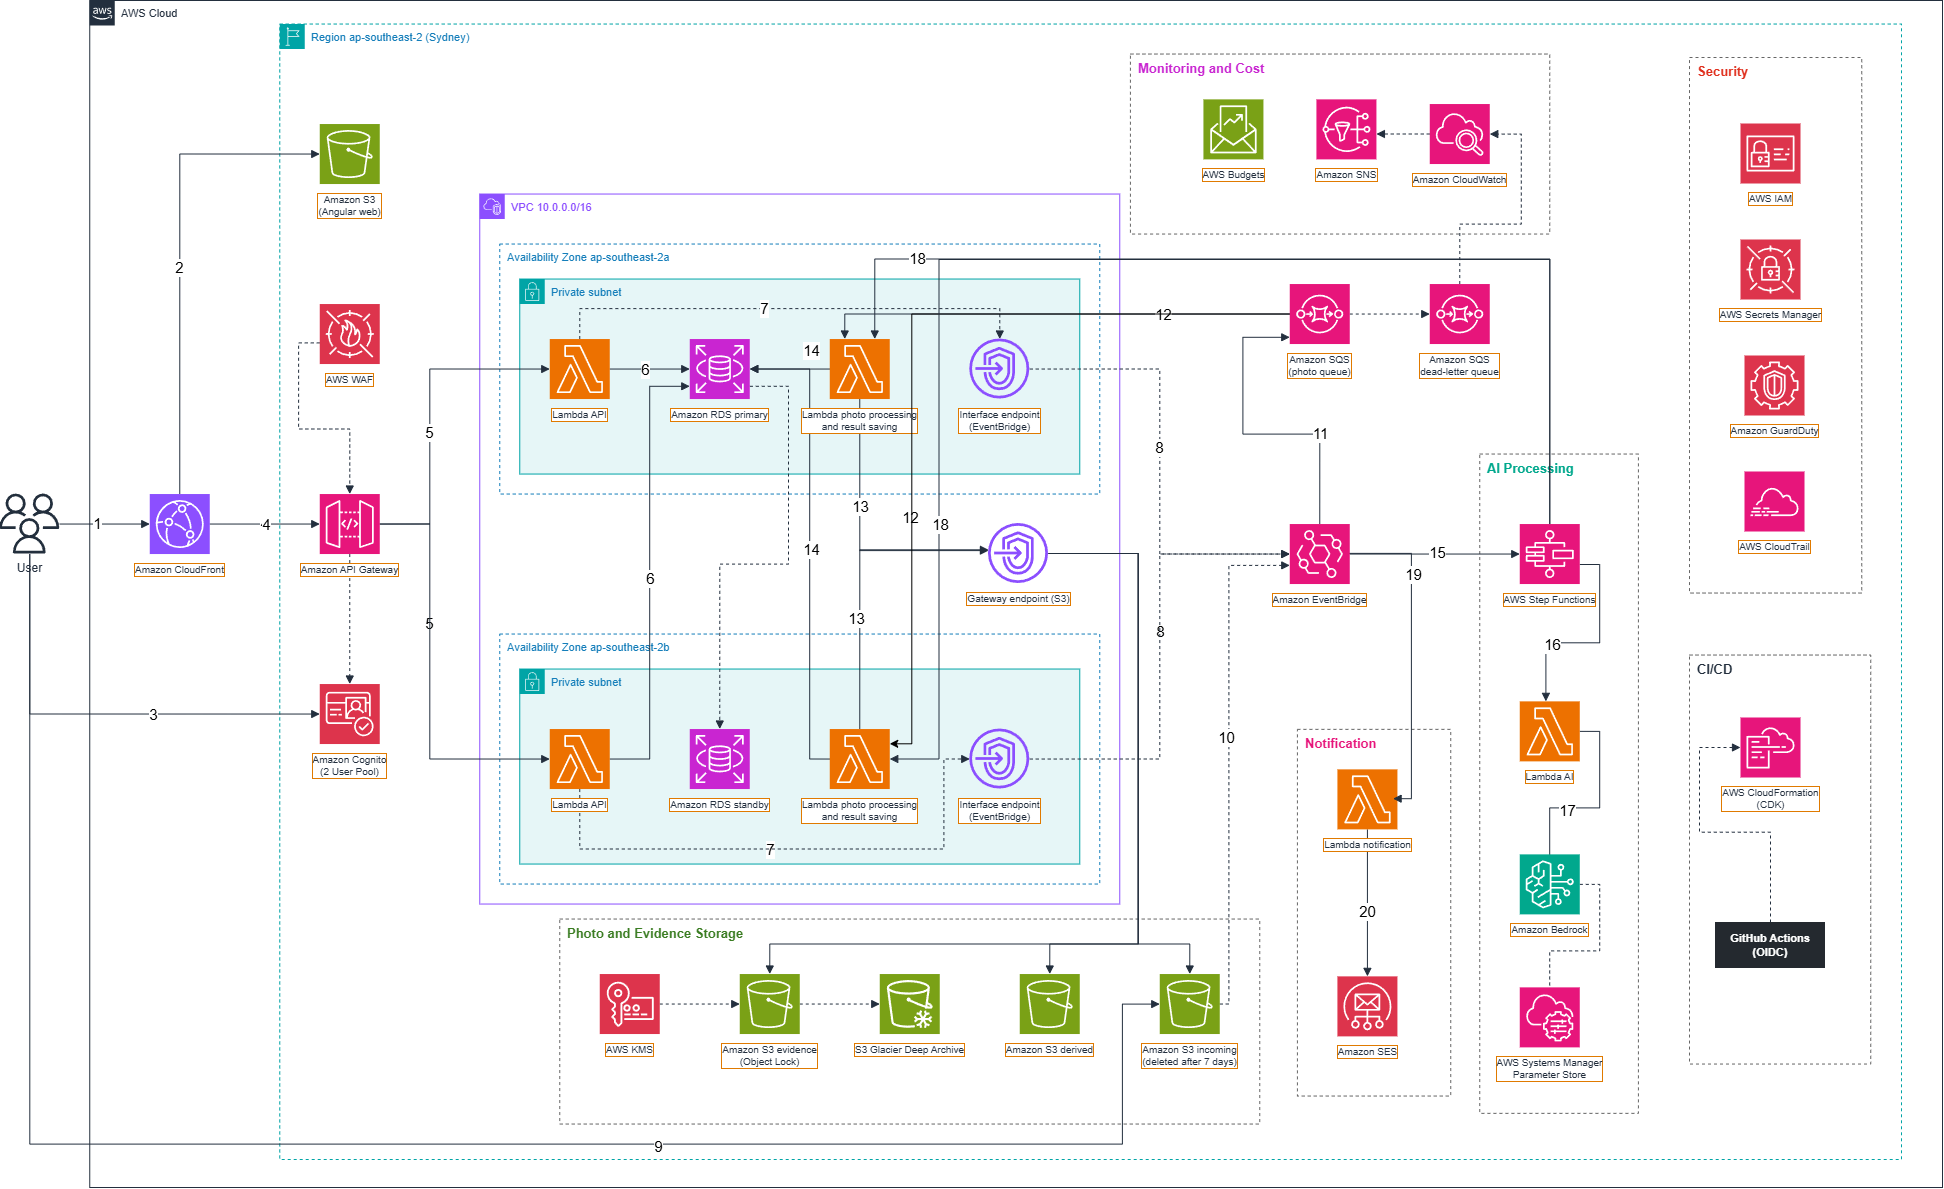 aws
AWS Cloud
Region ap-southeast-2 (Sydney)
Amazon S3
(Angular web)
2
AWS WAF
User
1
Amazon CloudFront
4
Amazon API Gateway
3
Amazon Cognito
(2 User Pool)
5
5
VPC 10.0.0.0/16
Availability Zone ap-southeast-2a
Private subnet
7
18
12
14
6
Lambda API
Amazon RDS primary
Lambda photo processing
and result saving
Interface endpoint
(EventBridge)
8
13
12
18
14
6
Gateway endpoint (S3)
13
8
Availability Zone ap-southeast-2b
Private subnet
Lambda API
Amazon RDS standby
Lambda photo processing
and result saving
Interface endpoint
(EventBridge)
7
10
Photo and Evidence Storage
AWS KMS
Amazon S3 evidence
(Object Lock)
S3 Glacier Deep Archive
Amazon S3 derived
Amazon S3 incoming
(deleted after 7 days)
9
Monitoring and Cost
AWS Budgets
Amazon SNS
Amazon CloudWatch
Amazon SQS
(photo queue)
Amazon SQS
dead-letter queue
11
Amazon EventBridge
15
19
Notification
Lambda notification
20
Amazon SES
AI Processing
AWS Step Functions
16
Lambda AI
17
Amazon Bedrock
AWS Systems Manager
Parameter Store
Security
AWS IAM
AWS Secrets Manager
Amazon GuardDuty
AWS CloudTrail
CI/CD
AWS CloudFormation
(CDK)
GitHub Actions
(OIDC)